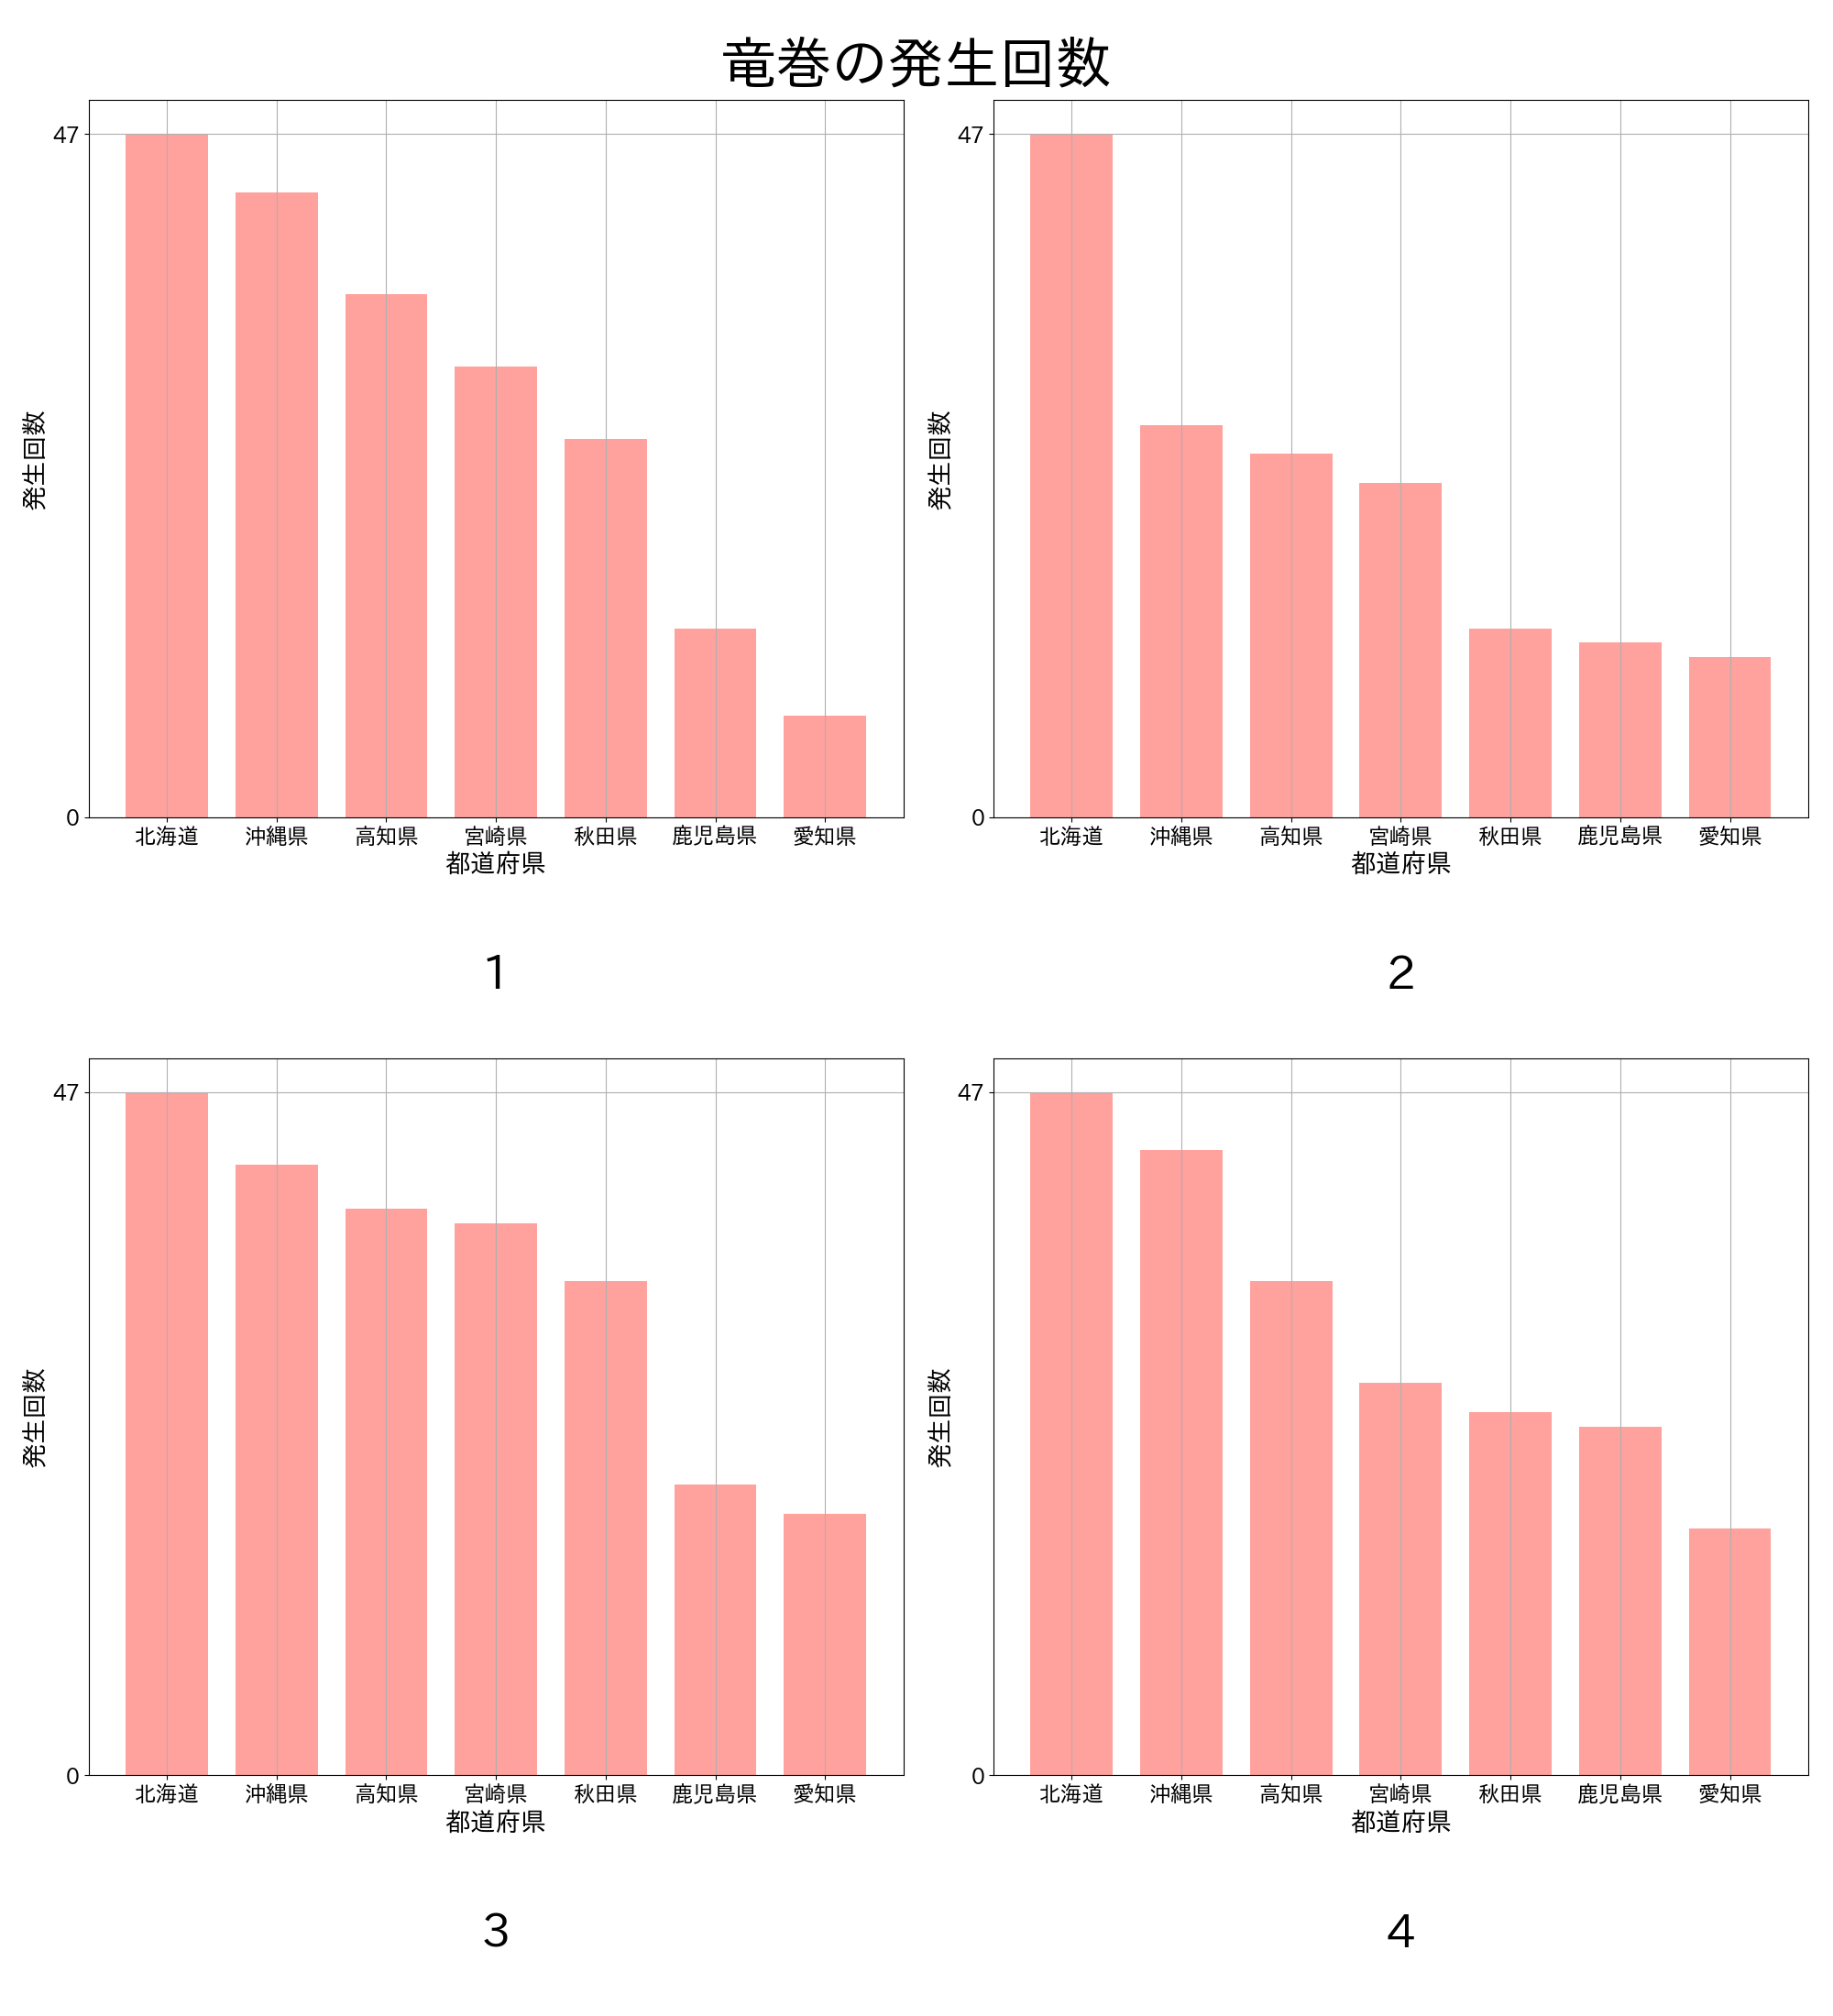 竜巻の発生回数
47
0
発生回数
北海道 沖縄県 高知県 宮崎県 秋田県 鹿児島県 愛知県
都道府県
1
47
0
発生回数
北海道 沖縄県 高知県 宮崎県 秋田県 鹿児島県 愛知県
都道府県
2
47
0
発生回数
北海道 沖縄県 高知県 宮崎県 秋田県 鹿児島県 愛知県
都道府県
3
47
0
発生回数
北海道 沖縄県 高知県 宮崎県 秋田県 鹿児島県 愛知県
都道府県
4